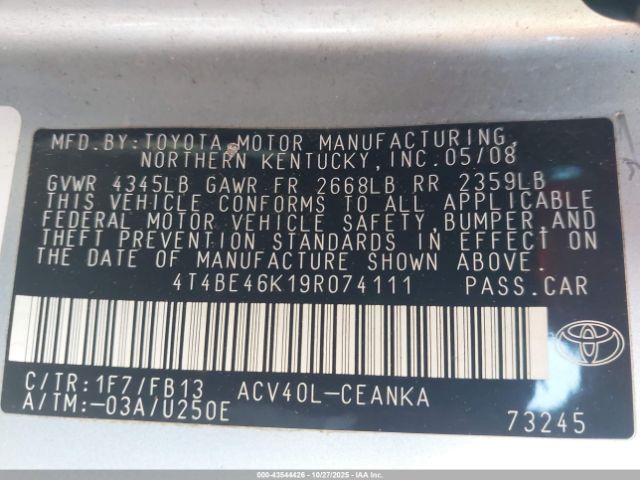 MFD.BY:TOYOTA MOTOR MANUFACTURING,
NORTHERN KENTUCKY,INC.05/08
GVWR 4345LB GAWR FR 2668LB RR 2359LB
THIS VEHICLE CONFORMS TO ALL APPLICABLE
FEDERAL MOTOR VEHICLE SAFETY,BUMPER,AND
THEFT PREVENTION STANDARDS IN EFFECT ON
THE DATE OF MANUFACTURE SHOWN ABOVE.
4T4BE46K19R074111 PASS.CAR
C/TR:1F7/FB13 ACV40L-CEANKA
A/TM:-03A/U250E
73245
TOYOTA
000-43544426 - 10/27/2025 - IAA Inc. - Copyright